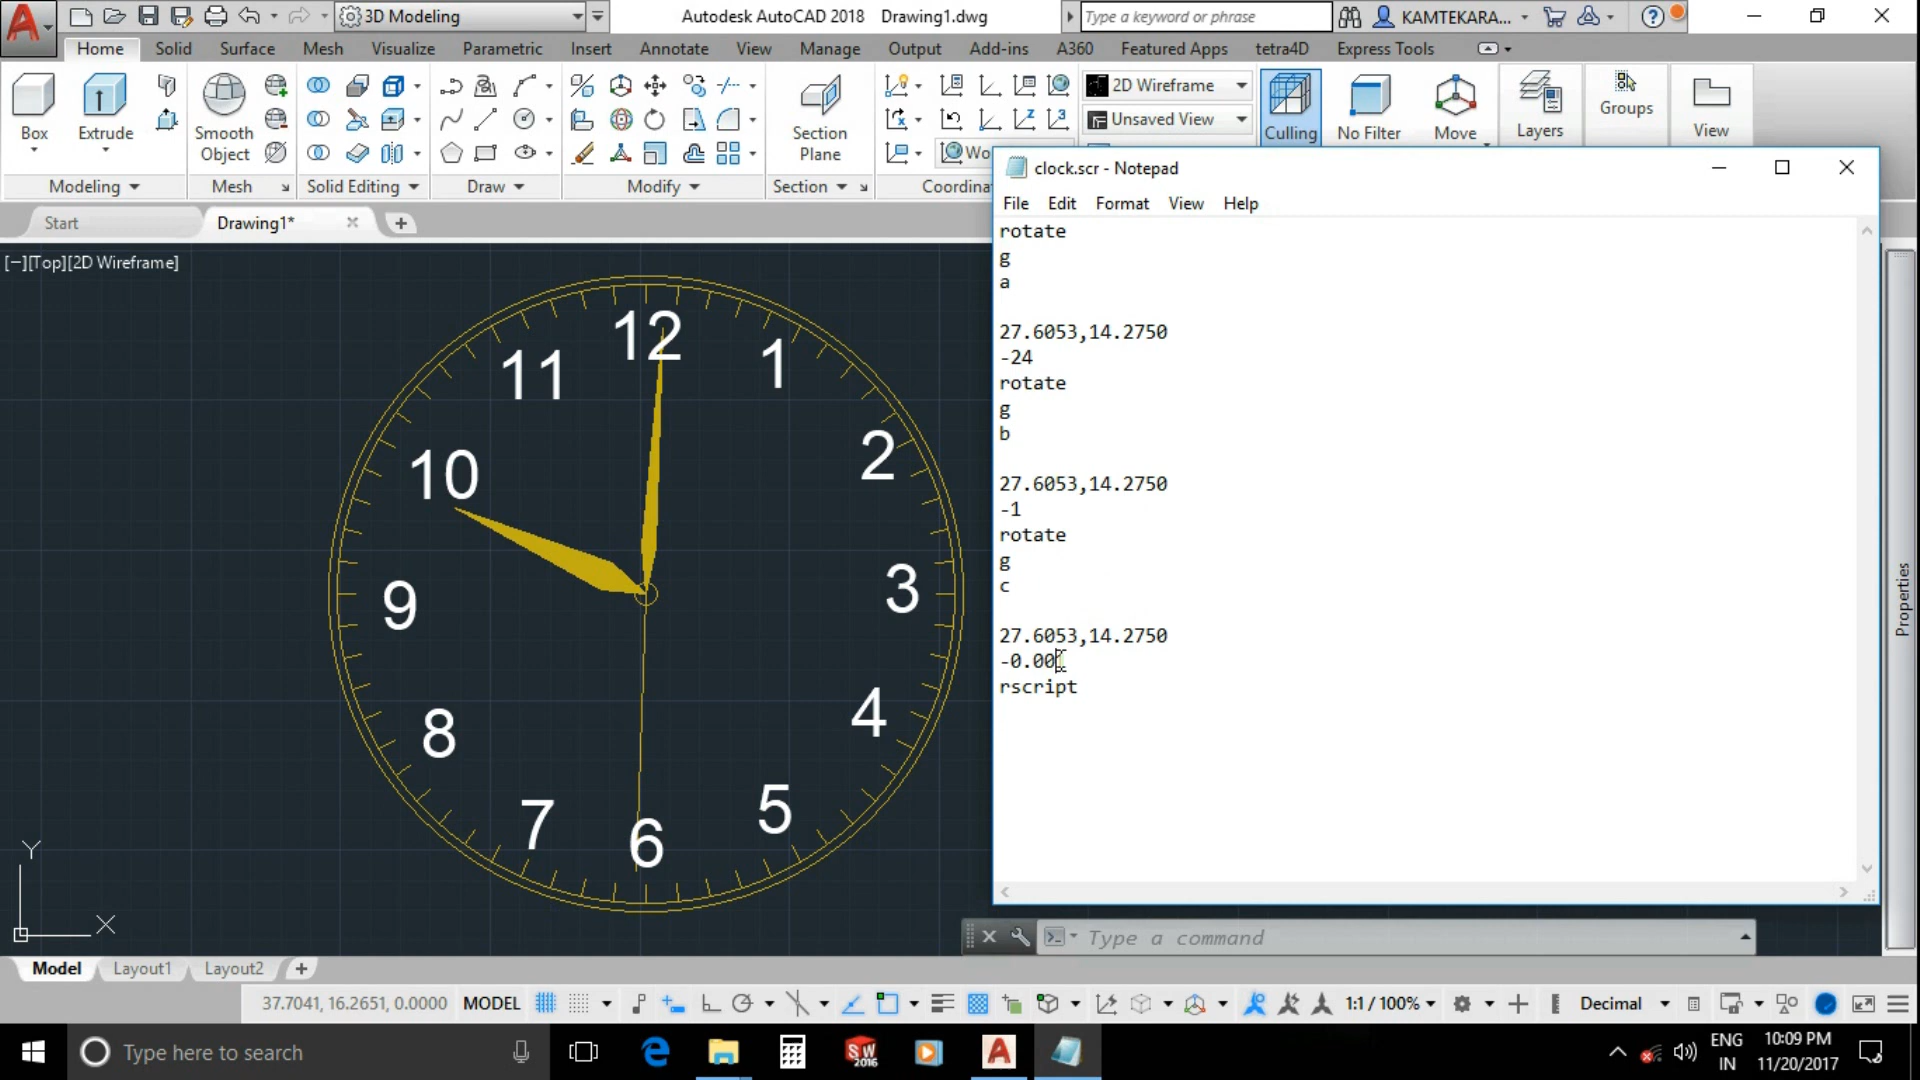 3D Modeling
Autodesk AutoCAD 2018 Drawing1.dwg
Type a keyword or phrase
KAMTEKARA...
Home Solid Surface Mesh Visualize Parametric Insert Annotate View Manage Output Add-ins A360 Featured Apps tetra4D Express Tools
Box
Extrude
Smooth Object
Section Plane
2D Wireframe
Unsaved View
Culling
No Filter
Move
Layers
Groups
View
Modeling Mesh Solid Editing Draw Modify Section
Start Drawing1*
[−][Top][2D Wireframe]
12
1
2
3
4
5
6
7
8
9
10
11
Y
X
clock.scr - Notepad
File Edit Format View Help
rotate
g
a
27.6053,14.2750
-24
rotate
g
b
27.6053,14.2750
-1
rotate
g
c
27.6053,14.2750
rscript
Properties
Type a command
Model Layout1 Layout2
37.7041, 16.2651, 0.0000 MODEL 1:1 / 100% Decimal
Type here to search
SW 2016
ENG
IN
10:09 PM
11/20/2017